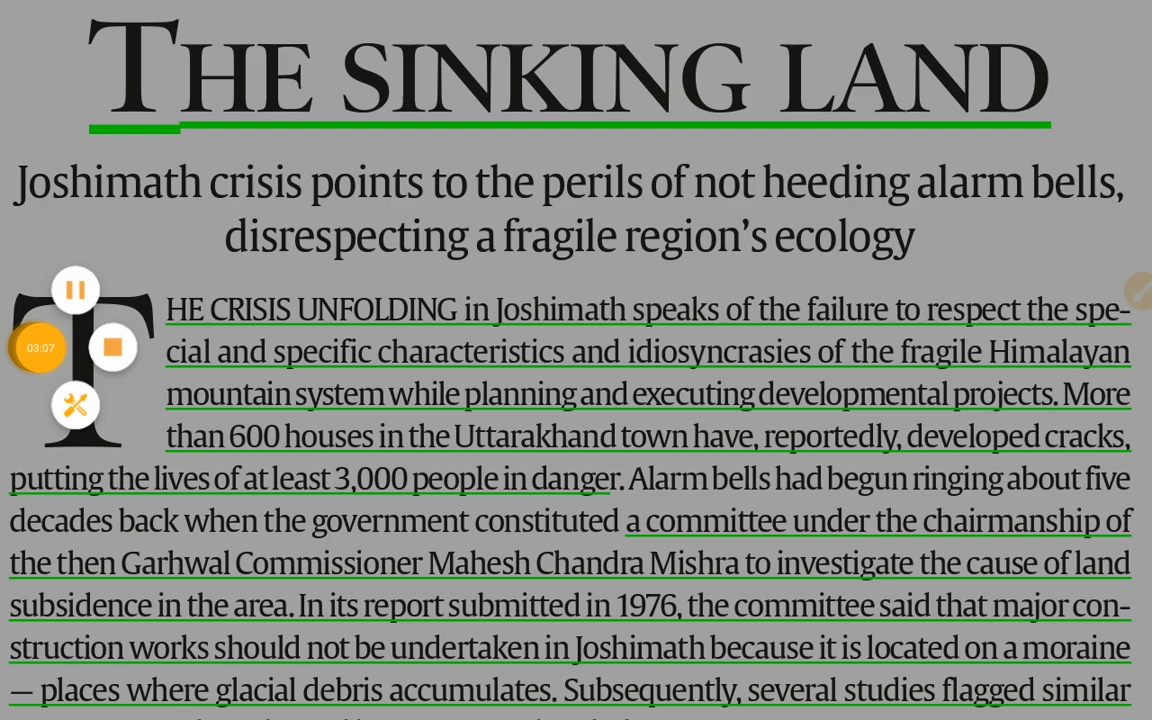 THE SINKING LAND
Joshimath crisis points to the perils of not heeding alarm bells,
disrespecting a fragile region's ecology
THE CRISIS UNFOLDING in Joshimath speaks of the failure to respect the spe-
cial and specific characteristics and idiosyncrasies of the fragile Himalayan
mountain system while planning and executing developmental projects. More
than 600 houses in the Uttarakhand town have, reportedly, developed cracks,
putting the lives of at least 3,000 people in danger. Alarm bells had begun ringing about five
decades back when the government constituted a committee under the chairmanship of
the then Garhwal Commissioner Mahesh Chandra Mishra to investigate the cause of land
subsidence in the area. In its report submitted in 1976, the committee said that major con-
struction works should not be undertaken in Joshimath because it is located on a moraine
— places where glacial debris accumulates. Subsequently, several studies flagged similar
03:07